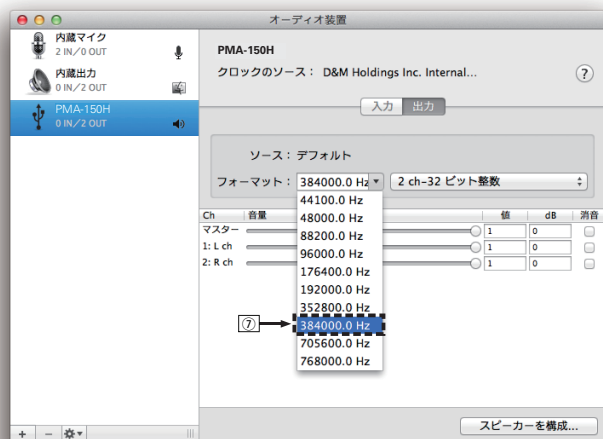 オーディオ装置
内蔵マイク
2 IN/0 OUT
内蔵出力
0 IN/2 OUT
PMA-150H
0 IN/2 OUT
PMA-150H
クロックのソース： D&M Holdings Inc. Internal...
?
入力 出力
ソース：デフォルト
フォーマット： 384000.0 Hz 2 ch-32 ビット整数
44100.0 Hz
48000.0 Hz
88200.0 Hz
96000.0 Hz
176400.0 Hz
192000.0 Hz
352800.0 Hz
⑦ 384000.0 Hz
705600.0 Hz
768000.0 Hz
Ch 音量 値 dB 消音
マスター 1 0
1: L ch 1 0
2: R ch 1 0
+ −
スピーカーを構成...